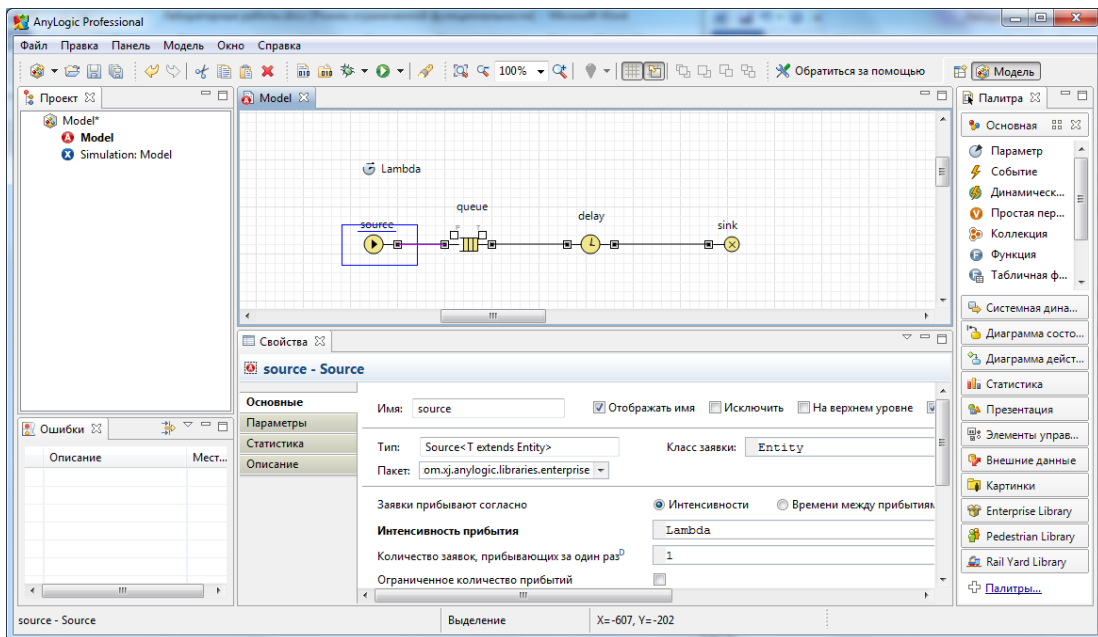 AnyLogic Professional
Файл Правка Панель Модель Окно Справка
100% Обратиться за помощью Модель
Проект
Model*
Model
Simulation: Model
Model
Lambda
source
queue
delay
sink
Палитра
Основная
Параметр
Событие
Динамическ...
Простая пер...
Коллекция
Функция
Табличная ф...
Системная дина...
Диаграмма состо...
Диаграмма дейст...
Статистика
Презентация
Элементы управ...
Внешние данные
Картинки
Enterprise Library
Pedestrian Library
Rail Yard Library
Палитры...
Ошибки
Описание Мест...
Свойства
source - Source
Основные
Параметры
Статистика
Описание
Имя: source Отображать имя Исключить На верхнем уровне
Тип: Source<T extends Entity> Класс заявки: Entity
Пакет: om.xj.anylogic.libraries.enterprise
Заявки прибывают согласно Интенсивности Времени между прибытиям
Интенсивность прибытия Lambda
Количество заявок, прибывающих за один раз 1
Ограниченное количество прибытий
source - Source Выделение X=-607, Y=-202